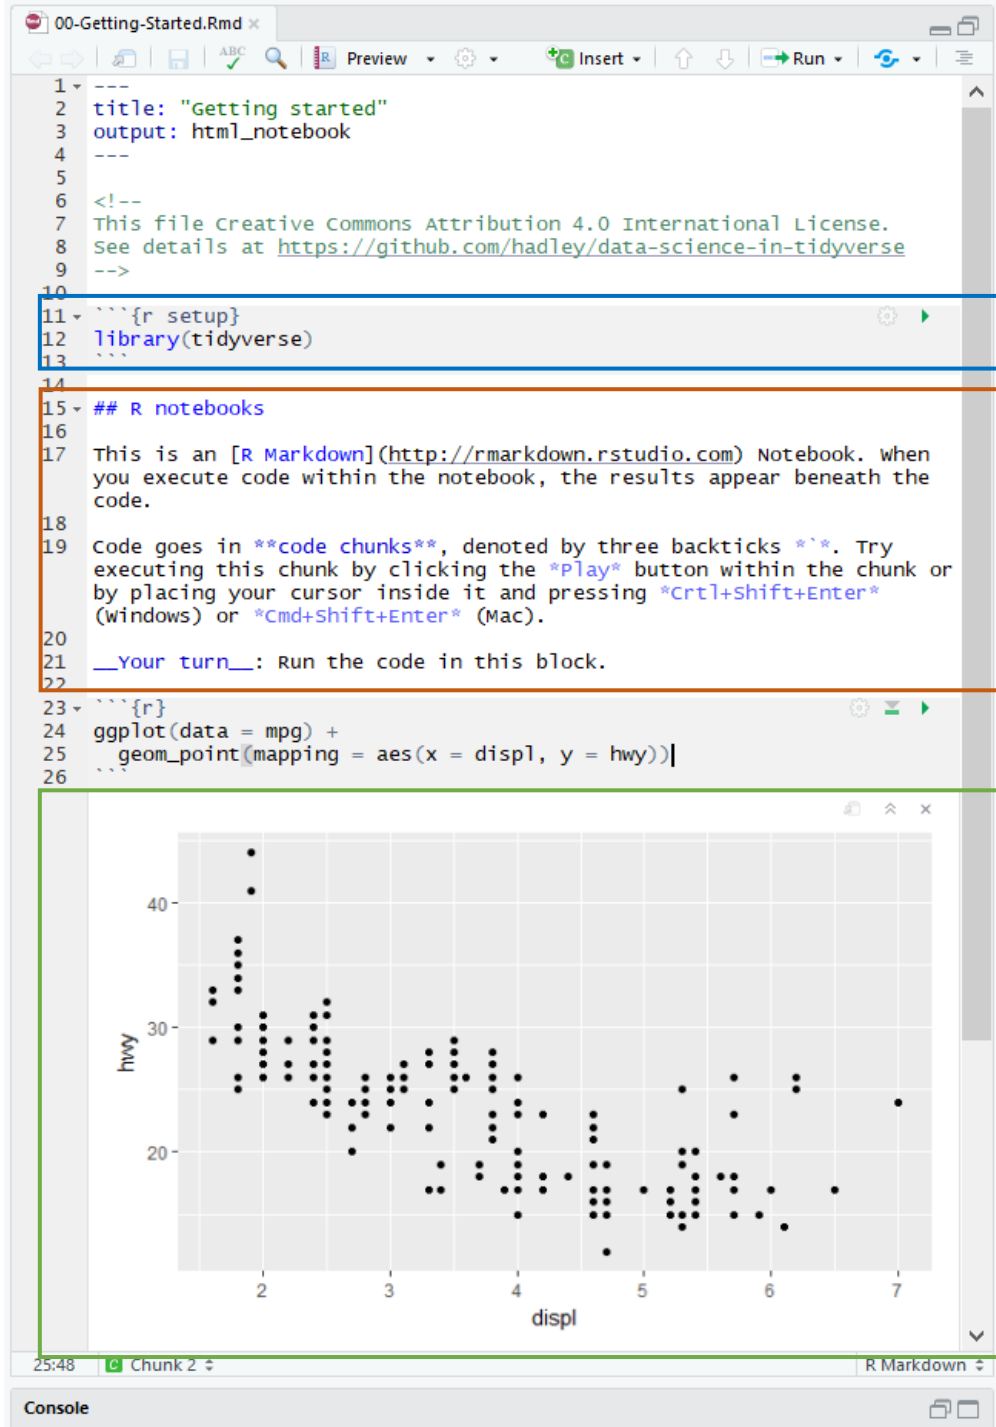 00-Getting-Started.Rmd
ABC
Preview
Insert
Run
1 ---
2 title: "Getting started"
3 output: html_notebook
4 ---
5
6 <!--
7 This file Creative Commons Attribution 4.0 International License.
8 See details at https://github.com/hadley/data-science-in-tidyverse
9 -->
10
11 ```{r setup}
12 library(tidyverse)
13 ```
14
15 ## R notebooks
16
17 This is an [R Markdown](http://rmarkdown.rstudio.com) Notebook. When
you execute code within the notebook, the results appear beneath the
code.
18
19 Code goes in **code chunks**, denoted by three backticks *`*. Try
executing this chunk by clicking the *Play* button within the chunk or
by placing your cursor inside it and pressing *Crtl+Shift+Enter*
(Windows) or *Cmd+Shift+Enter* (Mac).
20
21 __Your turn__: Run the code in this block.
22
23 ```{r}
24 ggplot(data = mpg) +
25 geom_point(mapping = aes(x = displ, y = hwy))
26 ```
40
30
20
hwy
2 3 4 5 6 7
displ
25:48 C Chunk 2 R Markdown
Console